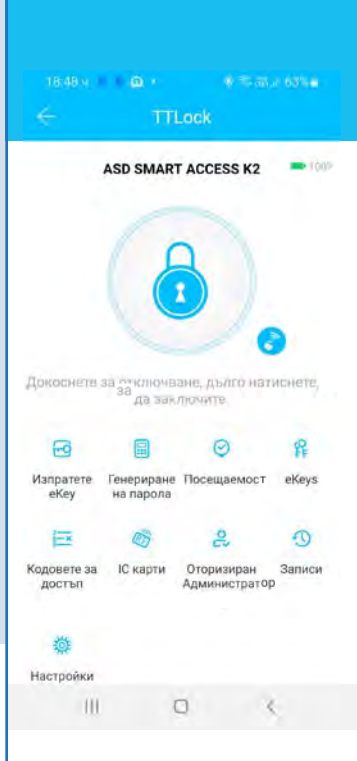 18:48 ч
63%
TTLock
ASD SMART ACCESS K2
100%
Докоснете за отключване, дълго натиснете,
за
да заключите
Изпратете Генериране Посещаемост eKeys
eKey на парола
Кодовете за IC карти Оторизиран Записи
достъп Администратор
Настройки